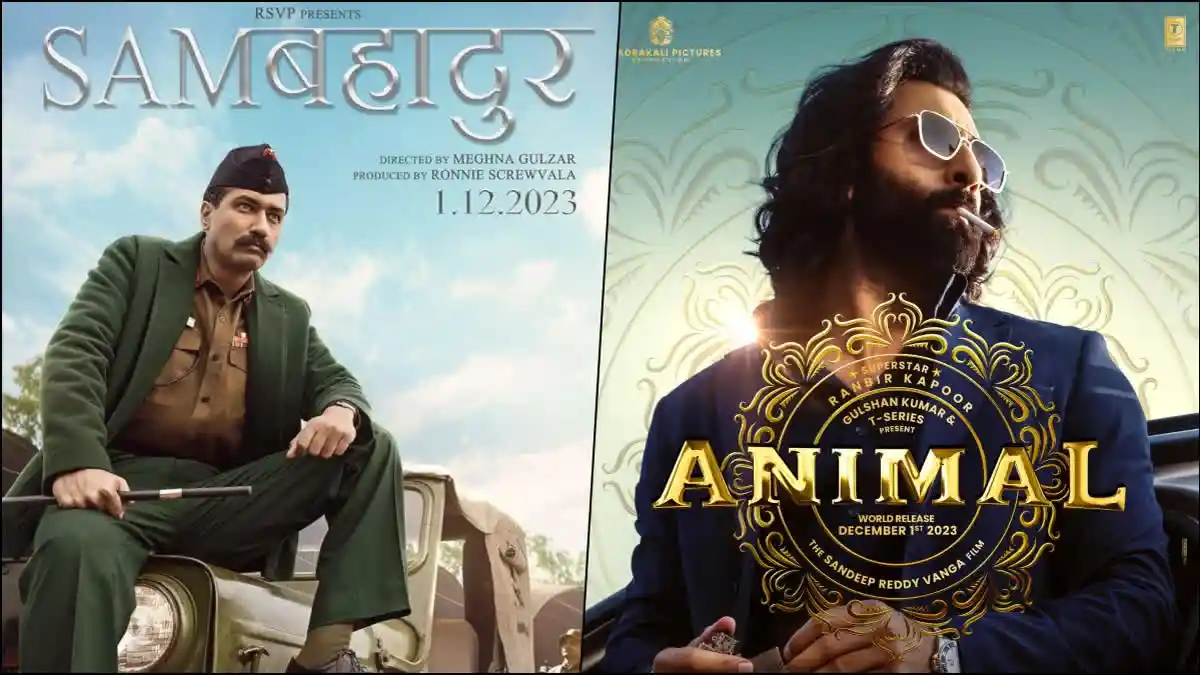 RSVP PRESENTS
SAMबहादुर
DIRECTED BY MEGHNA GULZAR
PRODUCED BY RONNIE SCREWVALA
1.12.2023
PICTURES
SUPERSTAR
RANBIR KAPOOR
GULSHAN KUMAR &
T-SERIES
PRESENT
ANIMAL
WORLD RELEASE
DECEMBER 1ST 2023
THE SANDEEP REDDY VANGA FILM